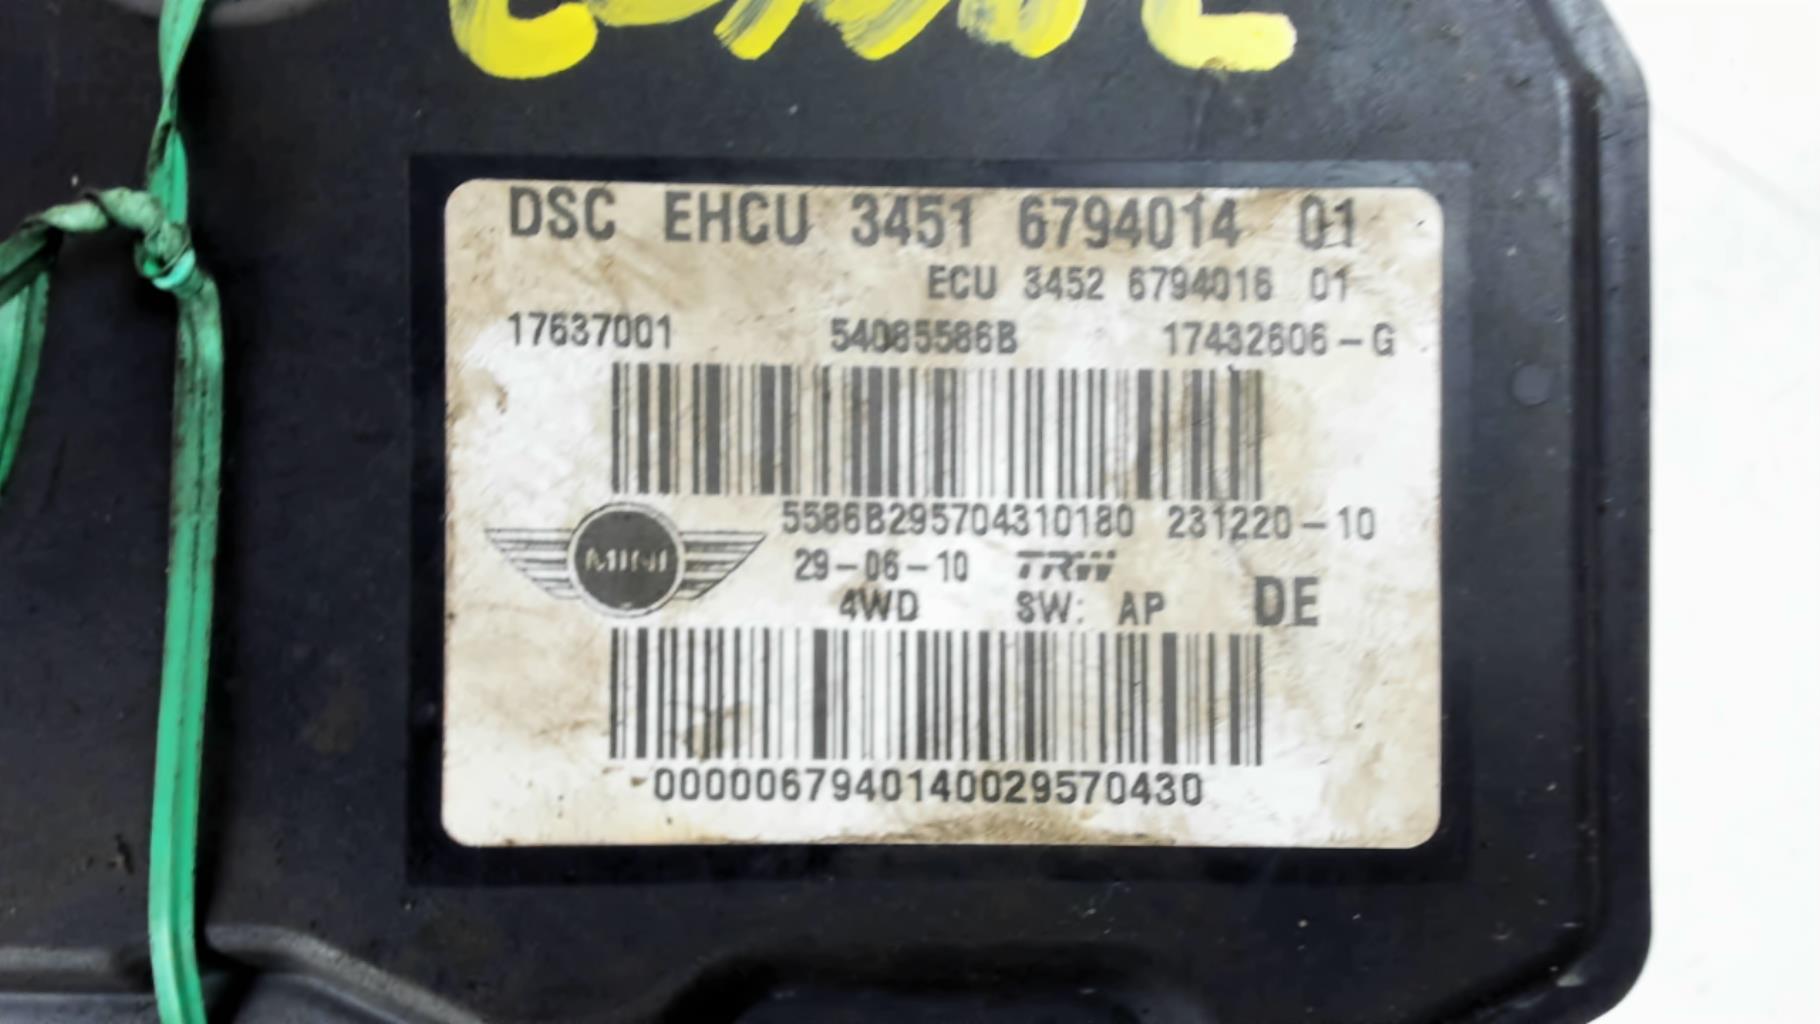 DSC EHCU 3451 6794014 01
ECU 3452 6794016 01
17637001 54085586B 17432606-G
5586B295704310180 231220-10
MINI
29-06-10 TRW
4WD SW: AP DE
0000067940140029570430